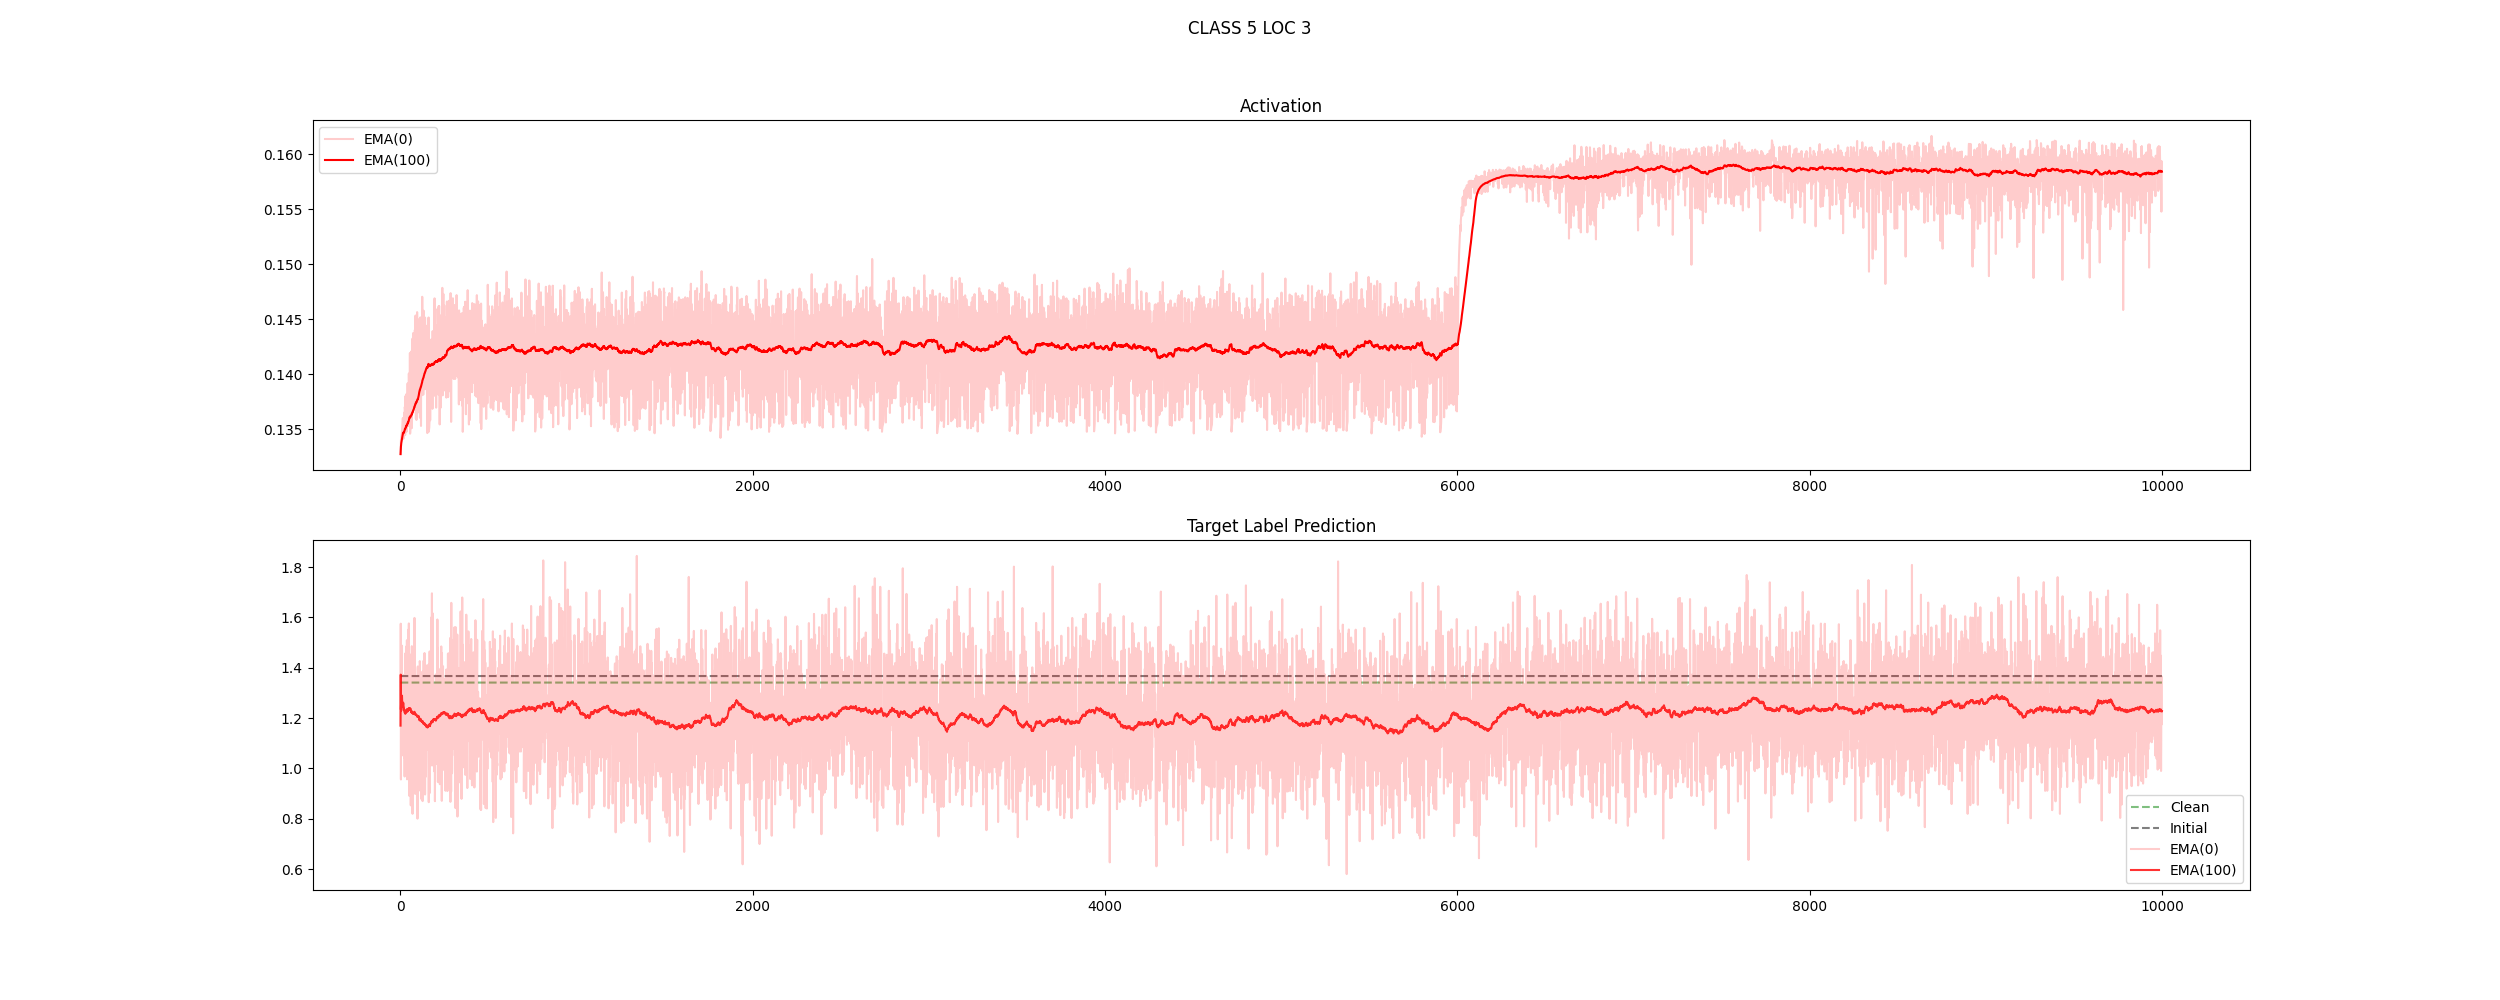 CLASS 5 LOC 3
Activation
EMA(0)
EMA(100)
0.160
0.155
0.150
0.145
0.140
0.135
0
2000
4000
6000
8000
10000
Target Label Prediction
1.8
1.6
1.4
1.2
1.0
0.8
0.6
Clean
Initial
EMA(0)
EMA(100)
0
2000
4000
6000
8000
10000